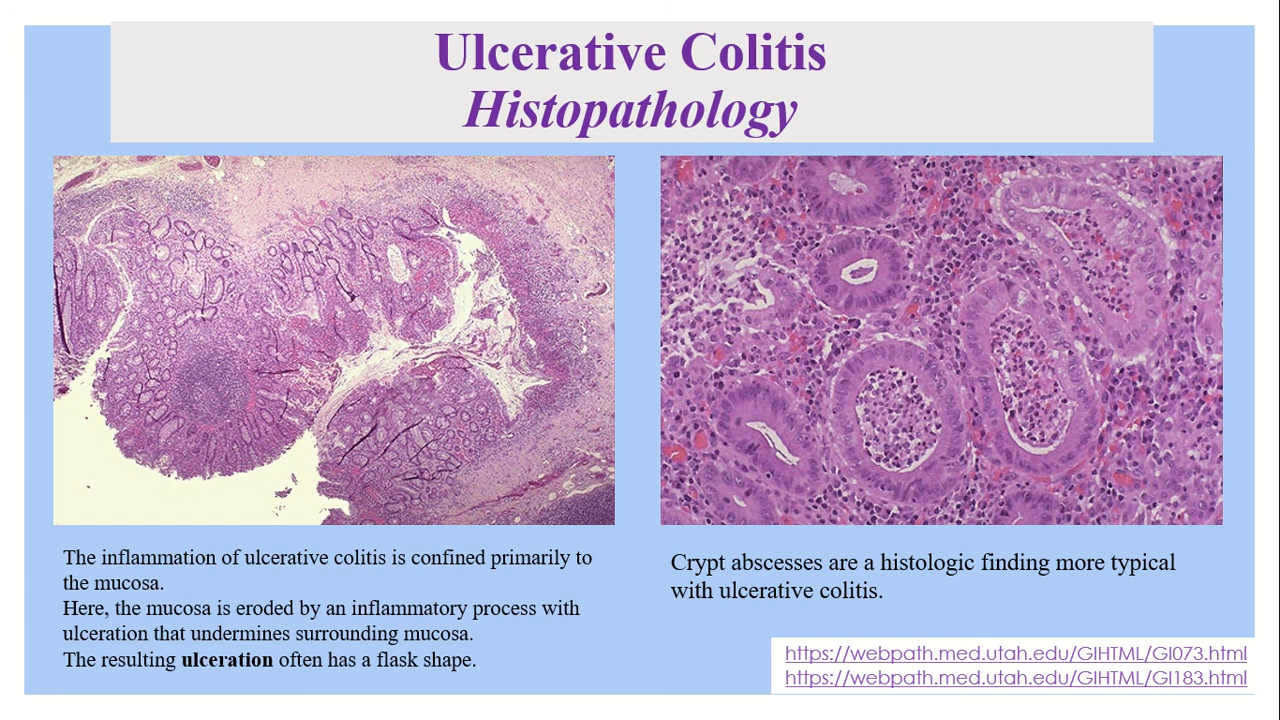 Ulcerative Colitis
Histopathology
The inflammation of ulcerative colitis is confined primarily to
the mucosa.
Here, the mucosa is eroded by an inflammatory process with
ulceration that undermines surrounding mucosa.
The resulting ulceration often has a flask shape.
Crypt abscesses are a histologic finding more typical
with ulcerative colitis.
https://webpath.med.utah.edu/GIHTML/GI073.html
https://webpath.med.utah.edu/GIHTML/GI183.html